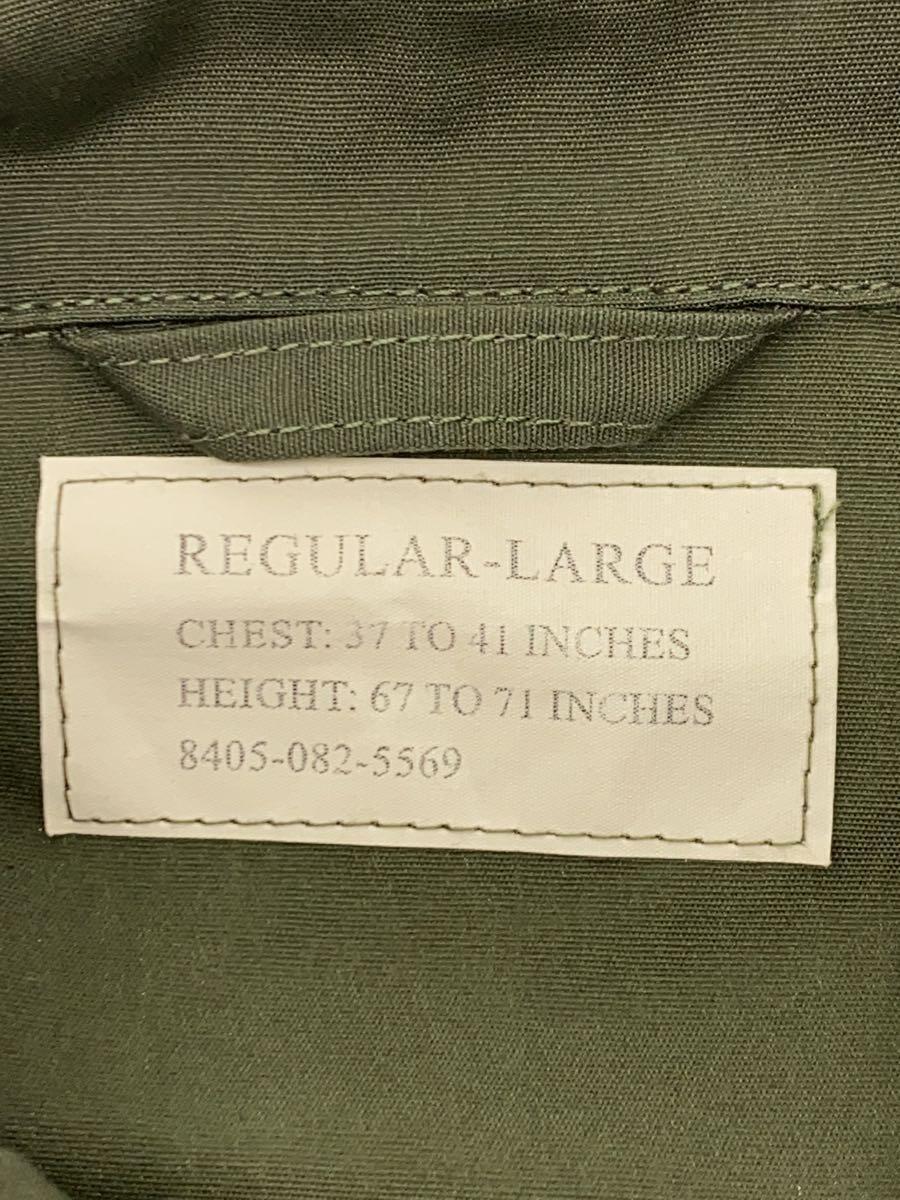 REGULAR-LARGE
CHEST: 37 TO 41 INCHES
HEIGHT: 67 TO 71 INCHES
8405-082-5569